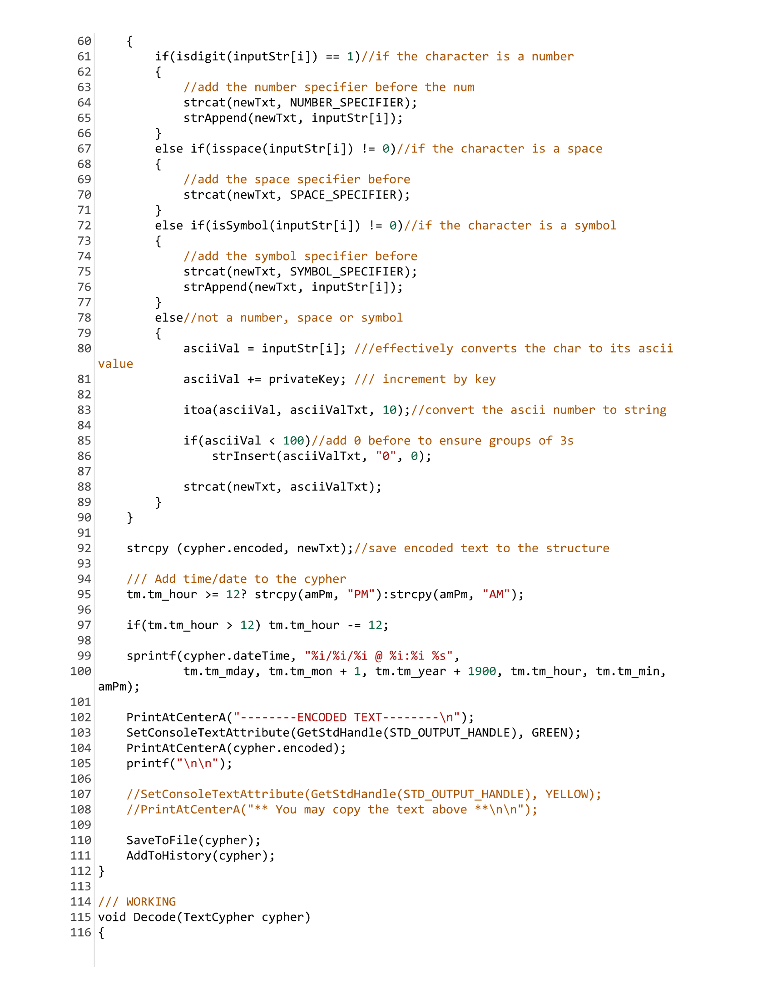 60    {
61        if(isdigit(inputStr[i]) == 1)//if the character is a number
62        {
63            //add the number specifier before the num
64            strcat(newTxt, NUMBER_SPECIFIER);
65            strAppend(newTxt, inputStr[i]);
66        }
67        else if(isspace(inputStr[i]) != 0)//if the character is a space
68        {
69            //add the space specifier before
70            strcat(newTxt, SPACE_SPECIFIER);
71        }
72        else if(isSymbol(inputStr[i]) != 0)//if the character is a symbol
73        {
74            //add the symbol specifier before
75            strcat(newTxt, SYMBOL_SPECIFIER);
76            strAppend(newTxt, inputStr[i]);
77        }
78        else//not a number, space or symbol
79        {
80            asciiVal = inputStr[i]; ///effectively converts the char to its ascii
value
81            asciiVal += privateKey; /// increment by key
82
83            itoa(asciiVal, asciiValTxt, 10);//convert the ascii number to string
84
85            if(asciiVal < 100)//add 0 before to ensure groups of 3s
86                strInsert(asciiValTxt, "0", 0);
87
88            strcat(newTxt, asciiValTxt);
89        }
90    }
91
92    strcpy (cypher.encoded, newTxt);//save encoded text to the structure
93
94    /// Add time/date to the cypher
95    tm.tm_hour >= 12? strcpy(amPm, "PM"):strcpy(amPm, "AM");
96
97    if(tm.tm_hour > 12) tm.tm_hour -= 12;
98
99    sprintf(cypher.dateTime, "%i/%i/%i @ %i:%i %s",
100            tm.tm_mday, tm.tm_mon + 1, tm.tm_year + 1900, tm.tm_hour, tm.tm_min,
amPm);
101
102    PrintAtCenterA("--------ENCODED TEXT--------\n");
103    SetConsoleTextAttribute(GetStdHandle(STD_OUTPUT_HANDLE), GREEN);
104    PrintAtCenterA(cypher.encoded);
105    printf("\n\n");
106
107    //SetConsoleTextAttribute(GetStdHandle(STD_OUTPUT_HANDLE), YELLOW);
108    //PrintAtCenterA("** You may copy the text above **\n\n");
109
110    SaveToFile(cypher);
111    AddToHistory(cypher);
112 }
113
114 /// WORKING
115 void Decode(TextCypher cypher)
116 {